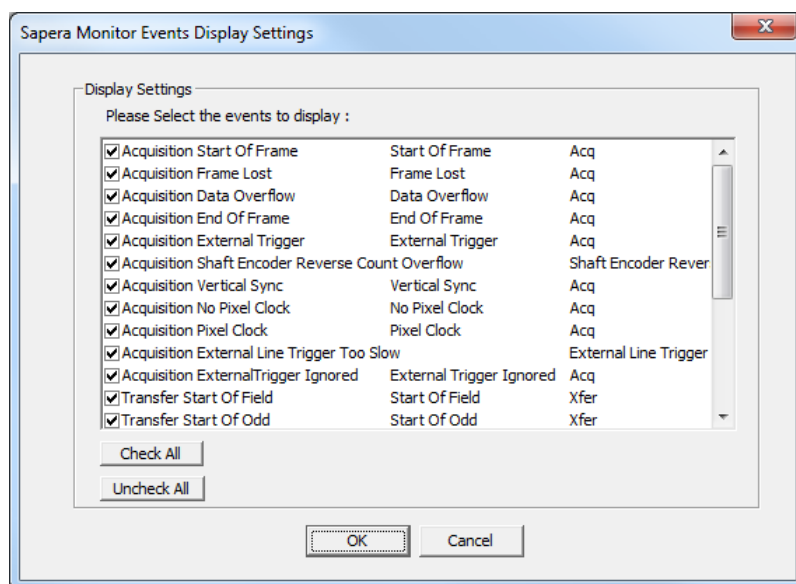 Sapera Monitor Events Display Settings
Display Settings
Please Select the events to display :
Acquisition Start Of Frame Start Of Frame Acq
Acquisition Frame Lost Frame Lost Acq
Acquisition Data Overflow Data Overflow Acq
Acquisition End Of Frame End Of Frame Acq
Acquisition External Trigger External Trigger Acq
Acquisition Shaft Encoder Reverse Count Overflow Shaft Encoder Rever
Acquisition Vertical Sync Vertical Sync Acq
Acquisition No Pixel Clock No Pixel Clock Acq
Acquisition Pixel Clock Pixel Clock Acq
Acquisition External Line Trigger Too Slow External Line Trigger
Acquisition ExternalTrigger Ignored External Trigger Ignored Acq
Transfer Start Of Field Start Of Field Xfer
Transfer Start Of Odd Start Of Odd Xfer
Check All
Uncheck All
OK Cancel